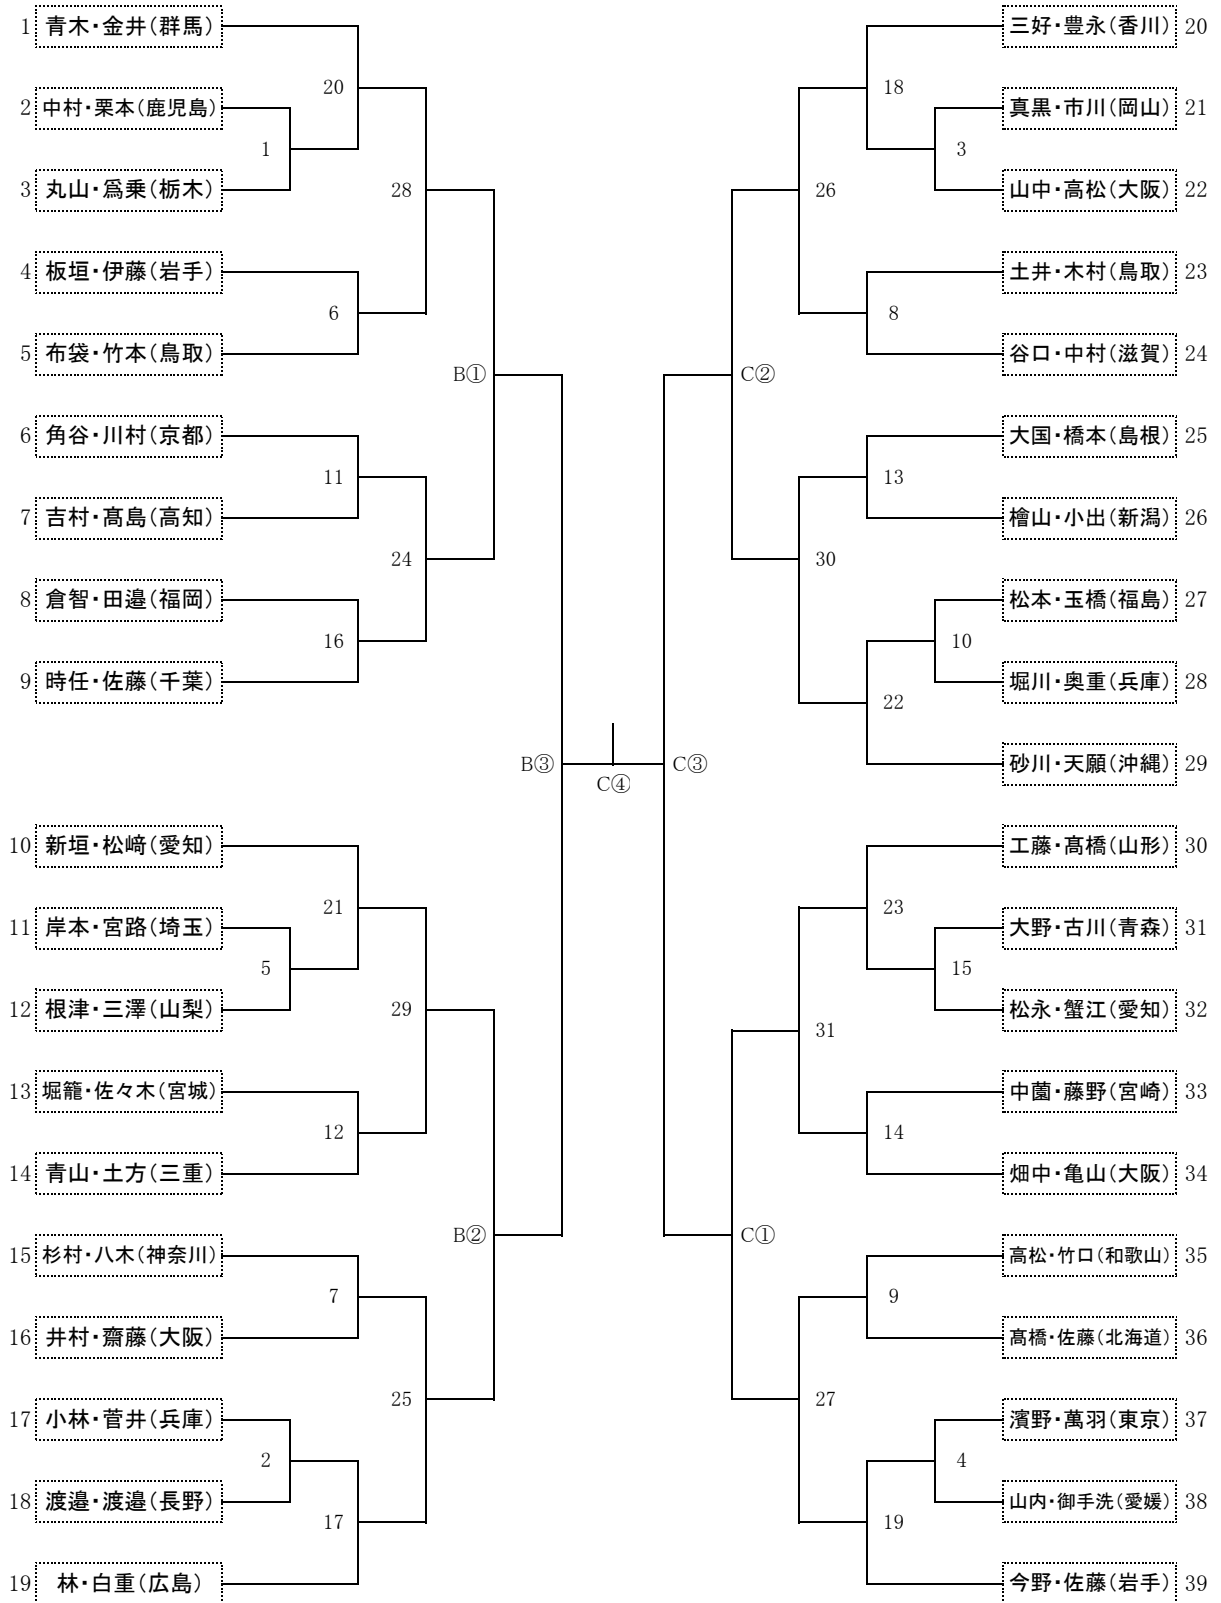 1 青木・金井(群馬)
2 中村・栗本(鹿児島)
3 丸山・爲乗(栃木)
4 板垣・伊藤(岩手)
5 布袋・竹本(鳥取)
6 角谷・川村(京都)
7 吉村・髙島(高知)
8 倉智・田邉(福岡)
9 時任・佐藤(千葉)
10 新垣・松﨑(愛知)
11 岸本・宮路(埼玉)
12 根津・三澤(山梨)
13 堀籠・佐々木(宮城)
14 青山・土方(三重)
15 杉村・八木(神奈川)
16 井村・齋藤(大阪)
17 小林・菅井(兵庫)
18 渡邉・渡邉(長野)
19 林・白重(広島)
1
5
2
20
6
11
16
21
12
7
17
28
24
29
25
B①
B②
B③
C④
C③
C②
C①
26
30
31
27
18
8
13
22
23
14
9
19
3
10
15
4
三好・豊永(香川) 20
真黒・市川(岡山) 21
山中・高松(大阪) 22
土井・木村(鳥取) 23
谷口・中村(滋賀) 24
大国・橋本(島根) 25
檜山・小出(新潟) 26
松本・玉橋(福島) 27
堀川・奥重(兵庫) 28
砂川・天願(沖縄) 29
工藤・髙橋(山形) 30
大野・古川(青森) 31
松永・蟹江(愛知) 32
中薗・藤野(宮崎) 33
畑中・亀山(大阪) 34
高松・竹口(和歌山) 35
髙橋・佐藤(北海道) 36
濱野・萬羽(東京) 37
山内・御手洗(愛媛) 38
今野・佐藤(岩手) 39